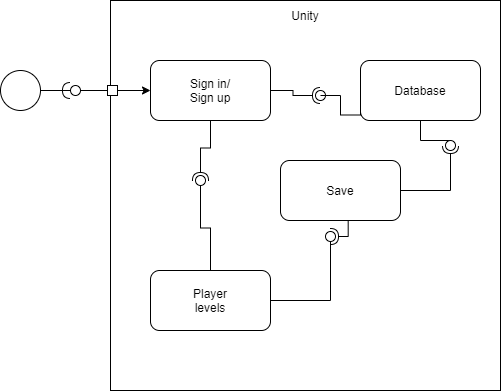 Unity
Sign in/
Sign up
Database
Save
Player
levels